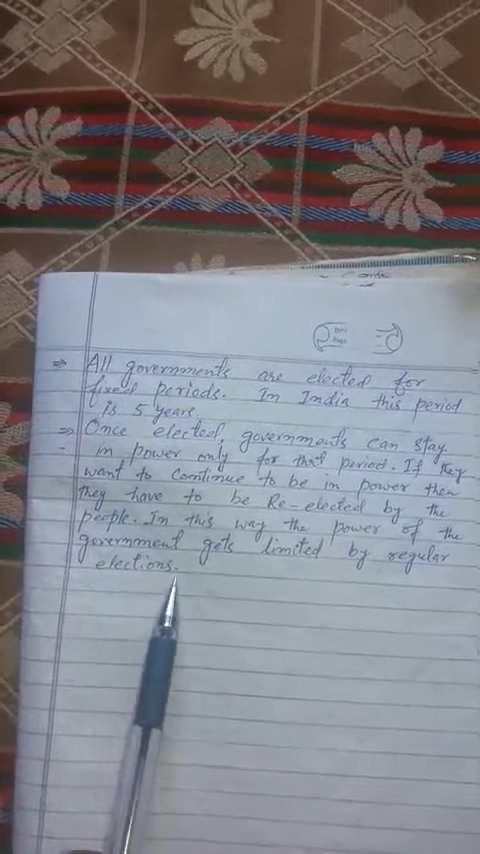 ⇒ All governments are elected for
fixed periods. In India this period
is 5 years.
⇒ Once elected, governments can stay
- in power only for that period. If they
want to continue to be in power then
they have to be Re-elected by the
people. In this way the power of the
government gets limited by regular
elections.